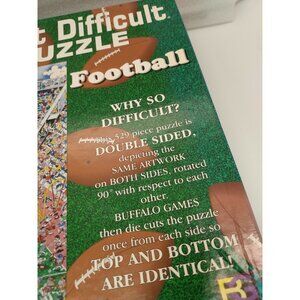 t Difficult
PUZZLE
Football
WHY SO
DIFFICULT?
529 piece puzzle is
DOUBLE SIDED,
depicting the
SAME ARTWORK
on BOTH SIDES, rotated
90° with respect to each
other.
BUFFALO GAMES
then die cuts the puzzle
once from each side so
TOP AND BOTTOM
ARE IDENTICAL!